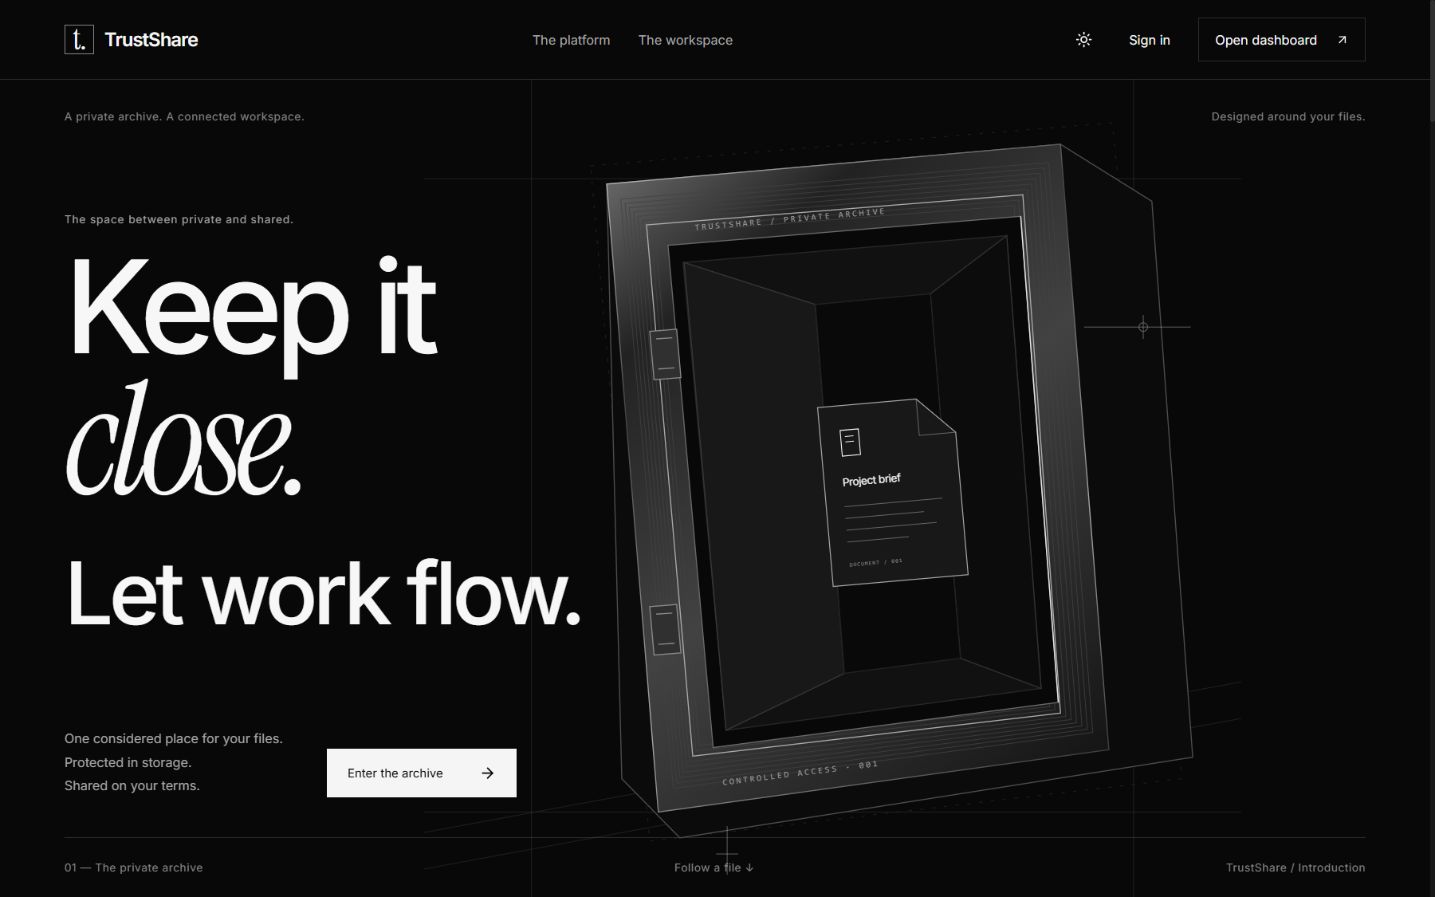 t. TrustShare
The platform
The workspace
Sign in
Open dashboard
A private archive. A connected workspace.
Designed around your files.
The space between private and shared.
Keep it
close.
Let work flow.
TRUSTSHARE / PRIVATE ARCHIVE
Project brief
DOCUMENT / 001
CONTROLLED ACCESS - 001
One considered place for your files.
Protected in storage.
Shared on your terms.
Enter the archive →
01 — The private archive
Follow a file ↓
TrustShare / Introduction